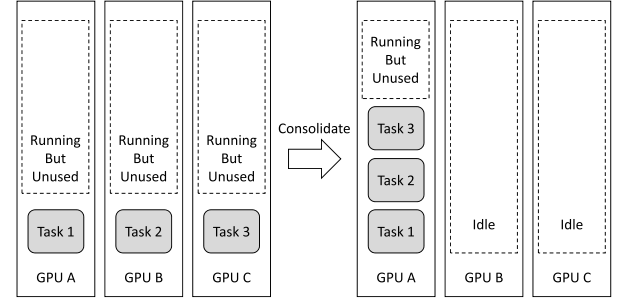 Running
But
Unused
Task 1
GPU A
Running
But
Unused
Task 2
GPU B
Running
But
Unused
Task 3
GPU C
Consolidate
Running
But
Unused
Task 3
Task 2
Task 1
GPU A
Idle
GPU B
Idle
GPU C